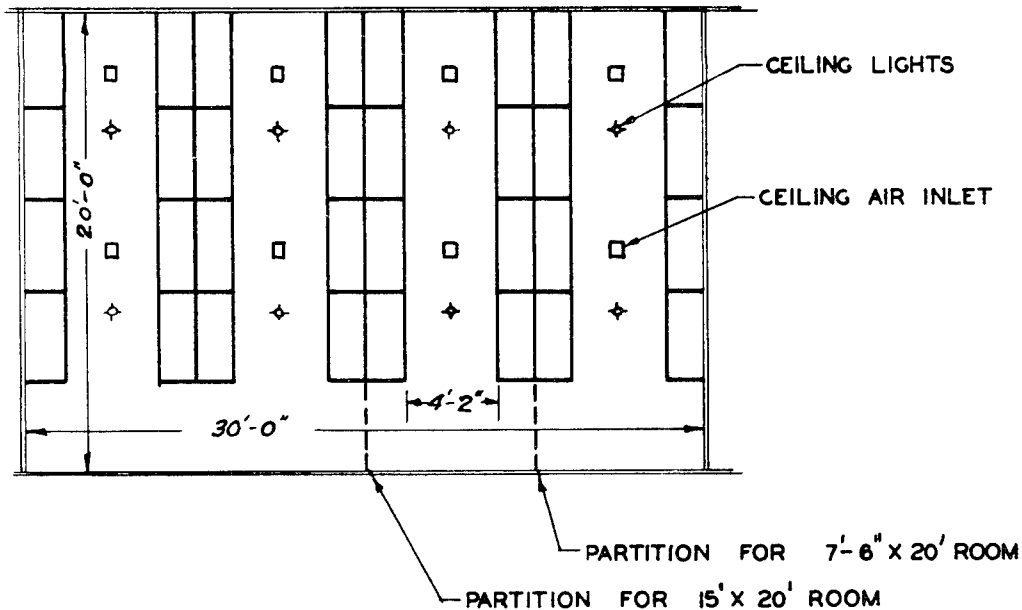 CEILING LIGHTS
CEILING AIR INLET
20'-0"
4'-2"
30'-0"
PARTITION FOR 7'-6" X 20' ROOM
PARTITION FOR 15' X 20' ROOM